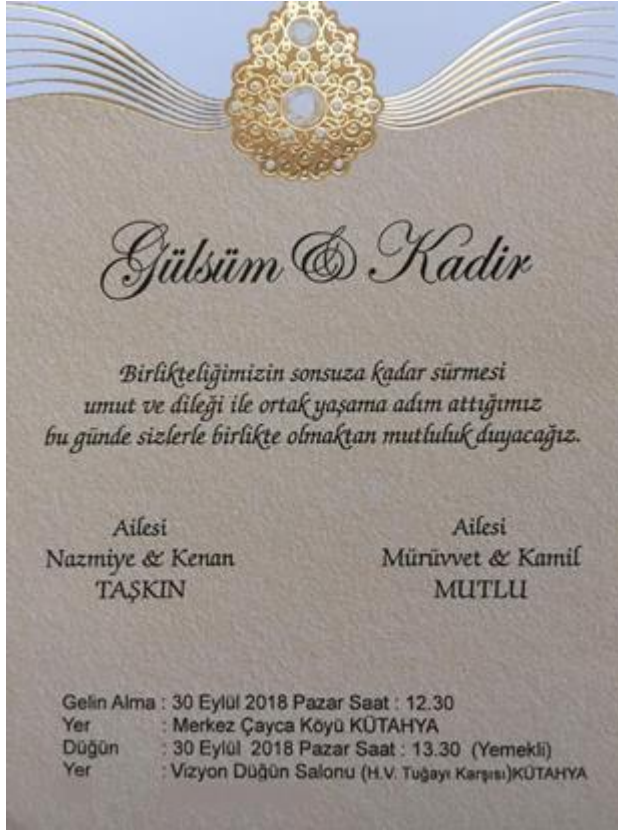 Gülsüm & Kadir
Birlikteliğimizin sonsuza kadar sürmesi
umut ve dileği ile ortak yaşama adım attığımız
bu günde sizlerle birlikte olmaktan mutluluk duyacağız.
Ailesi
Nazmiye & Kenan
TAŞKIN
Ailesi
Mürüvvet & Kamil
MUTLU
Gelin Alma : 30 Eylül 2018 Pazar Saat : 12.30
Yer : Merkez Çayca Köyü KÜTAHYA
Düğün : 30 Eylül 2018 Pazar Saat : 13.30 (Yemekli)
Yer : Vizyon Düğün Salonu (H.V. Tugayı Karşısı)KÜTAHYA